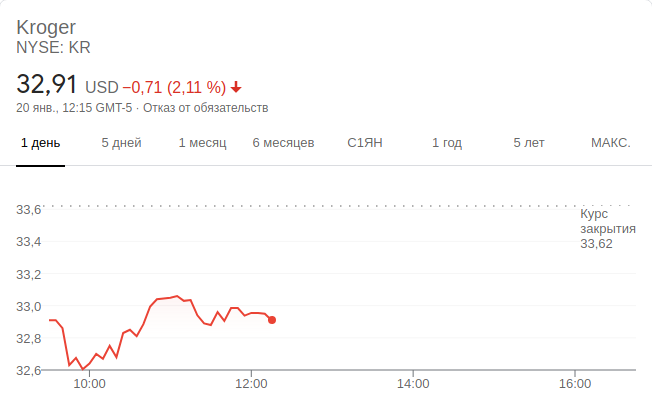 Kroger
NYSE: KR
32,91 USD −0,71 (2,11 %)
20 янв., 12:15 GMT-5 · Отказ от обязательств
1 день 5 дней 1 месяц 6 месяцев С1ЯН 1 год 5 лет МАКС.
33,6
Курс
закрытия
33,62
33,4
33,2
33,0
32,8
32,6
10:00 12:00 14:00 16:00